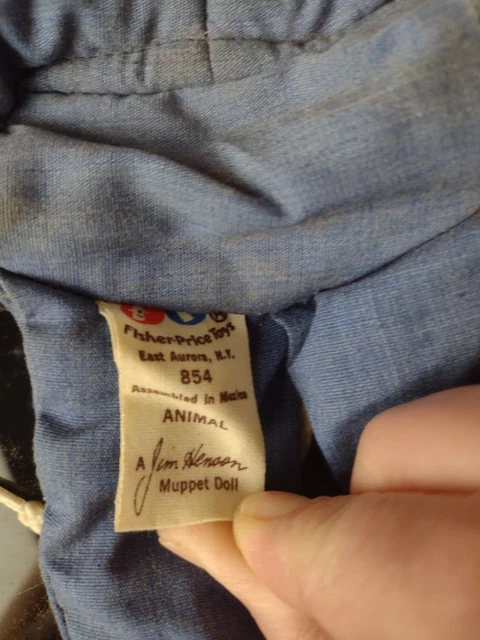 Fisher-Price Toys
East Aurora, N.Y.
854
Assembled in Mexico
ANIMAL
A Jim Henson
Muppet Doll